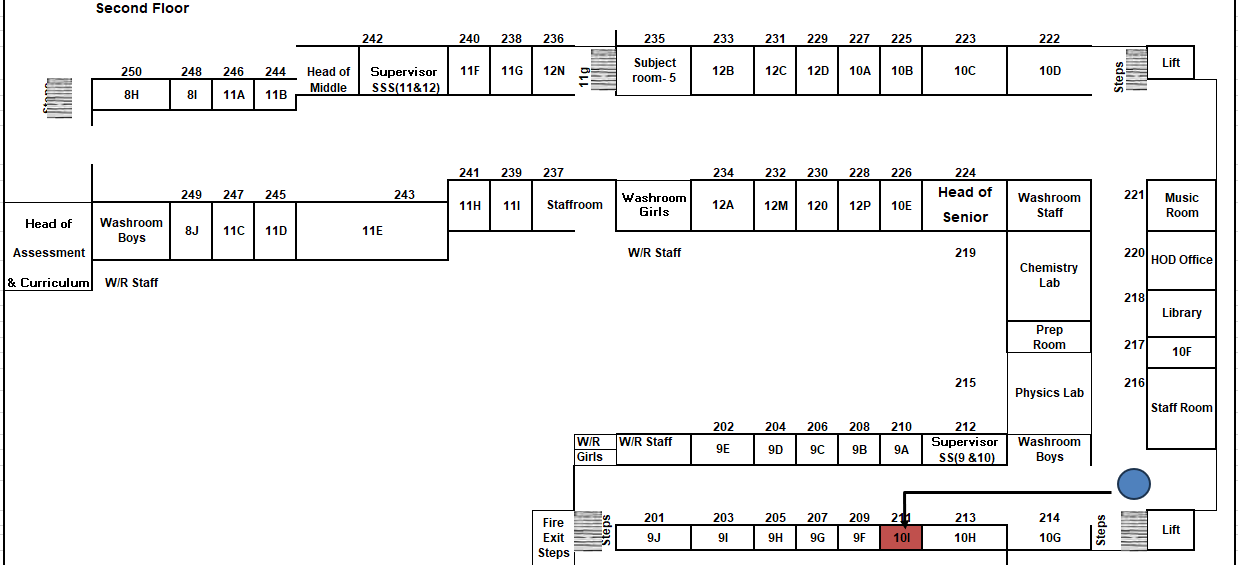 Second Floor
242 240 238 236 235 233 231 229 227 225 223 222
250 248 246 244
Head of
Middle
Supervisor
SSS(11&12)
11F 11G 12N
11g
Subject
room- 5
12B 12C 12D 10A 10B 10C 10D
Steps
Lift
8H 8I 11A 11B
241 239 237 234 232 230 228 226 224
249 247 245 243
11H 11I Staffroom
Washroom
Girls
12A 12M 120 12P 10E
Head of
Senior
Washroom
Staff
221
Music
Room
Head of
Assessment
& Curriculum
Washroom
Boys
8J 11C 11D 11E
W/R Staff
W/R Staff
219
Chemistry
Lab
220
HOD Office
218
Library
Prep
Room
217
10F
215
Physics Lab
216
Staff Room
202 204 206 208 210 212
W/R
Girls
W/R Staff
9E 9D 9C 9B 9A
Supervisor
SS(9 &10)
Washroom
Boys
Fire
Exit
Steps
Steps
201 203 205 207 209 211 213 214
9J 9I 9H 9G 9F 10I 10H 10G
Steps
Lift